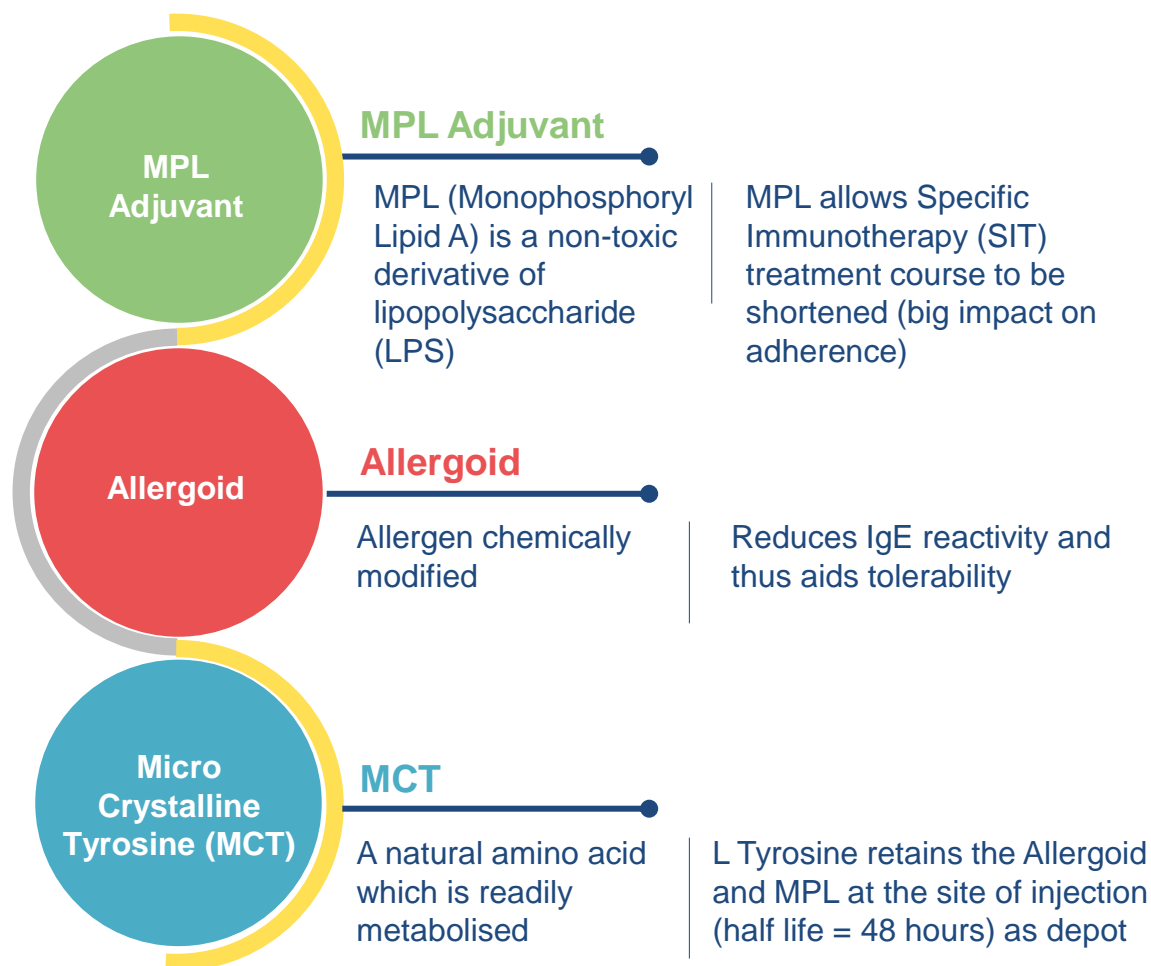 MPL
Adjuvant
MPL Adjuvant
MPL (Monophosphoryl
Lipid A) is a non-toxic
derivative of
lipopolysaccharide
(LPS)
MPL allows Specific
Immunotherapy (SIT)
treatment course to be
shortened (big impact on
adherence)
Allergoid
Allergoid
Allergen chemically
modified
Reduces IgE reactivity and
thus aids tolerability
Micro
Crystalline
Tyrosine (MCT)
MCT
A natural amino acid
which is readily
metabolised
L Tyrosine retains the Allergoid
and MPL at the site of injection
(half life = 48 hours) as depot